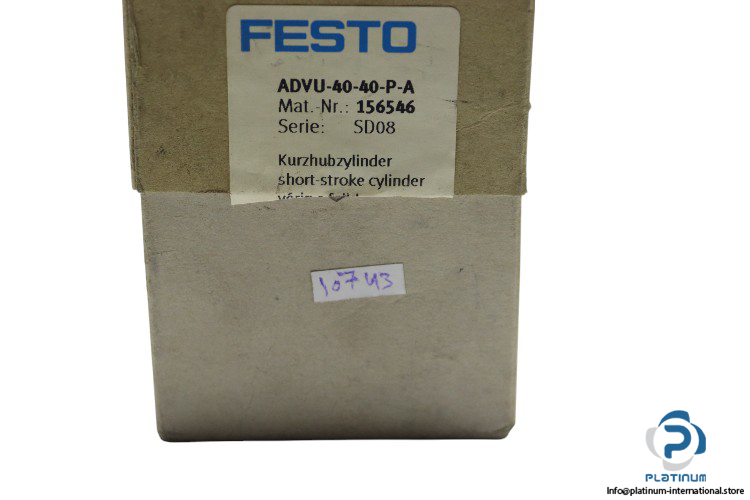 FESTO
ADVU-40-40-P-A
Mat.-Nr.: 156546
Serie: SD08
Kurzhubzylinder
short-stroke cylinder
10743
PLATINUM
Info@platinum-international.store